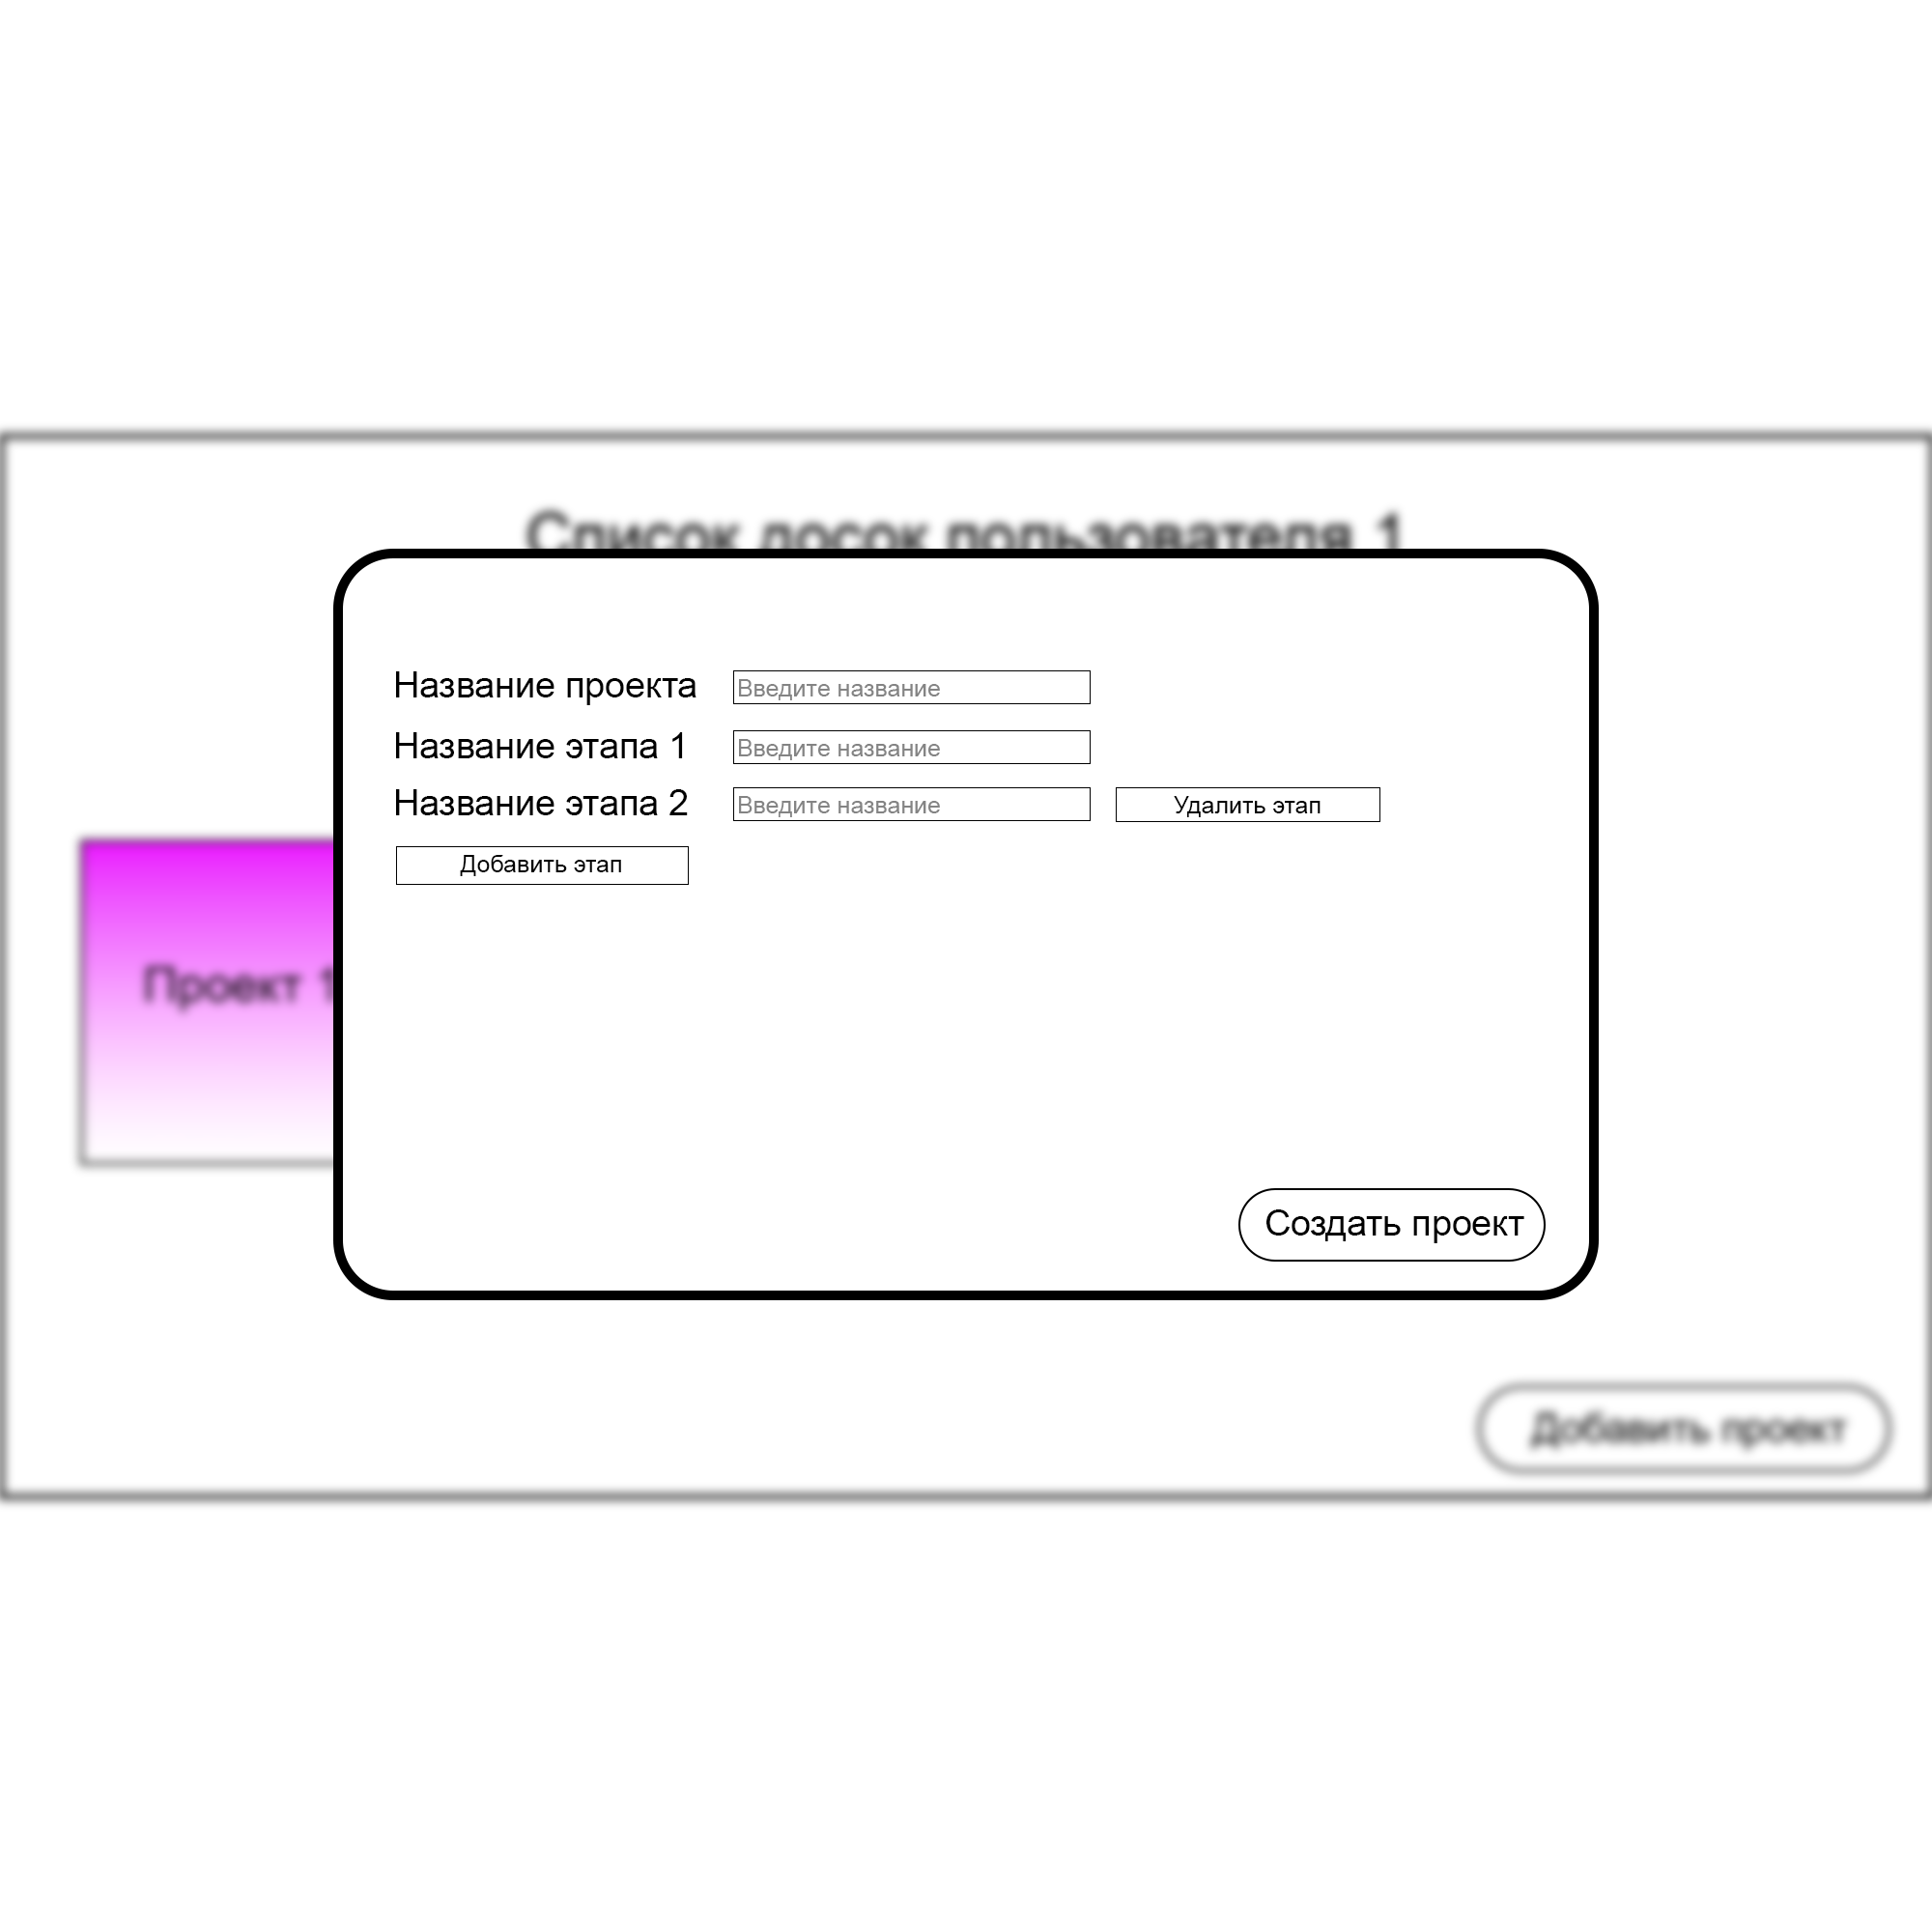 Список досок пользователя 1
Название проекта Введите название
Название этапа 1 Введите название
Название этапа 2 Введите название Удалить этап
Добавить этап
Проект 1
Создать проект
Добавить проект